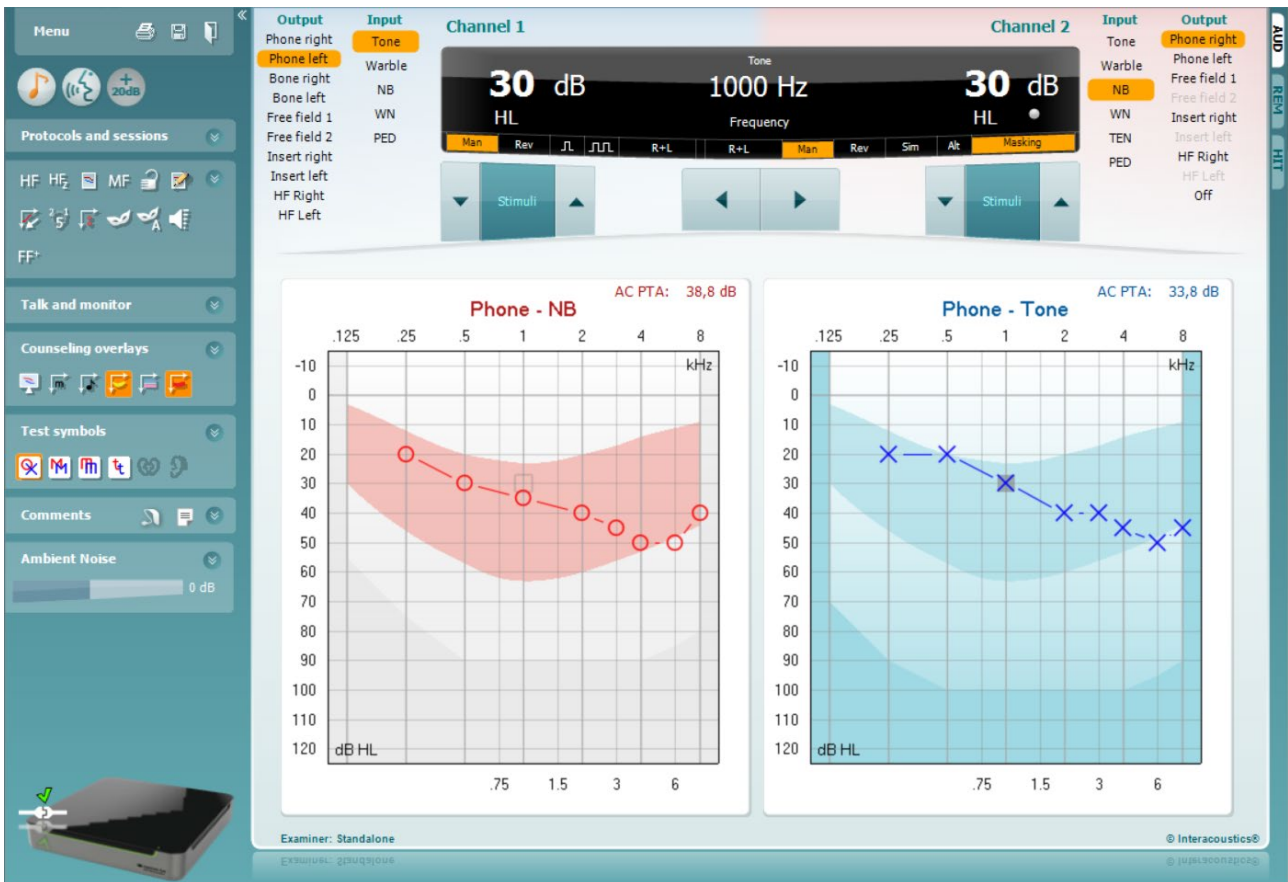 Menu
+ 20dB
Protocols and sessions
HF HFz MF
2 5 -1
A
FF+
Talk and monitor
Counseling overlays
m
Test symbols
M m t t
Comments
Ambient Noise
0 dB
Output
Phone right
Phone left
Bone right
Bone left
Free field 1
Free field 2
Insert right
Insert left
HF Right
HF Left
Input
Tone
Warble
NB
WN
PED
Channel 1
Channel 2
Tone
30 dB
HL
1000 Hz
Frequency
30 dB
HL
Man Rev R+L R+L Man Rev Sim Alt Masking
Stimuli
Stimuli
Input
Tone
Warble
NB
WN
TEN
PED
Output
Phone right
Phone left
Free field 1
Free field 2
Insert right
Insert left
HF Right
HF Left
Off
AUD
REM
HIT
AC PTA: 38,8 dB
Phone - NB
.125 .25 .5 1 2 4 8
kHz
-10
0
10
20
30
40
50
60
70
80
90
100
110
120
dB HL
.75 1.5 3 6
AC PTA: 33,8 dB
Phone - Tone
.125 .25 .5 1 2 4 8
kHz
-10
0
10
20
30
40
50
60
70
80
90
100
110
120
dB HL
.75 1.5 3 6
Examiner: Standalone
© Interacoustics®